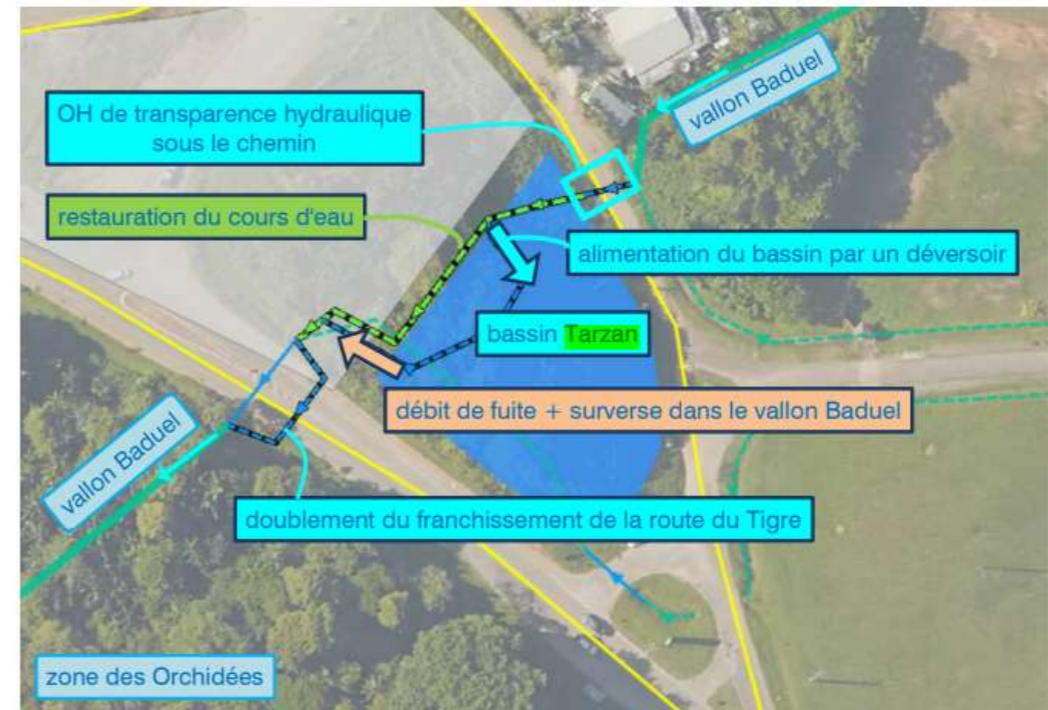 vallon Baduel
OH de transparence hydraulique
sous le chemin
restauration du cours d'eau
alimentation du bassin par un déversoir
bassin Tarzan
débit de fuite + surverse dans le vallon Baduel
vallon Baduel
doublement du franchissement de la route du Tigre
zone des Orchidées